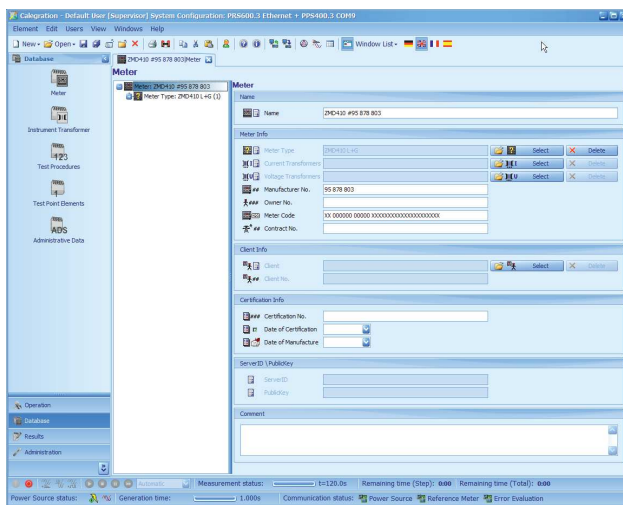 Calegration - Default User [Supervisor] System Configuration: PRS600.3 Ethernet + PPS400.3 COM9
Element Edit Users View Windows Help
New Open Window List
Database
ZMD410 #95 878 803|Meter
Meter
Meter: ZMD410 #95 878 803
Meter Type: ZMD410 L+G (1)
Meter
Instrument Transformer
123
Test Procedures
Test Point Elements
ADS
Administrative Data
Operation
Database
Results
Administration
Meter
Name
Name ZMD410 #95 878 803
Meter Info
Meter Type ZMD410 L+G Select Delete
Current Transformers Select Delete
Voltage Transformers Select Delete
## Manufacturer No. 95 878 803
### Owner No.
Meter Code XX 000000 00000 XXXXXXXXXXXXXXXXXXXXXX
## Contract No.
Client Info
Client Select Delete
## Client No.
Certification Info
### Certification No.
Date of Certification
Date of Manufacture
ServerID \PublicKey
ServerID
PublicKey
Comment
Automatic Measurement status: t=120.0s Remaining time (Step): 0:00 Remaining time (Total): 0:00
Power Source status: Generation time: 1.000s Communication status: Power Source Reference Meter Error Evaluation